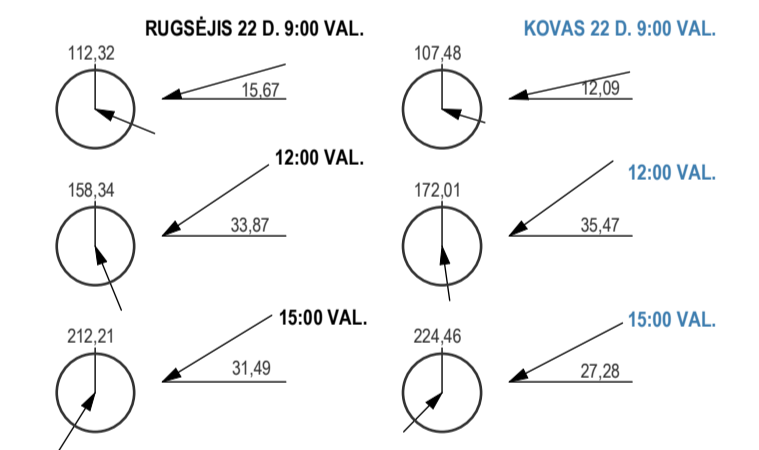 RUGSĖJIS 22 D. 9:00 VAL.
112,32
15,67
12:00 VAL.
158,34
33,87
15:00 VAL.
212,21
31,49
KOVAS 22 D. 9:00 VAL.
107,48
12,09
12:00 VAL.
172,01
35,47
15:00 VAL.
224,46
27,28